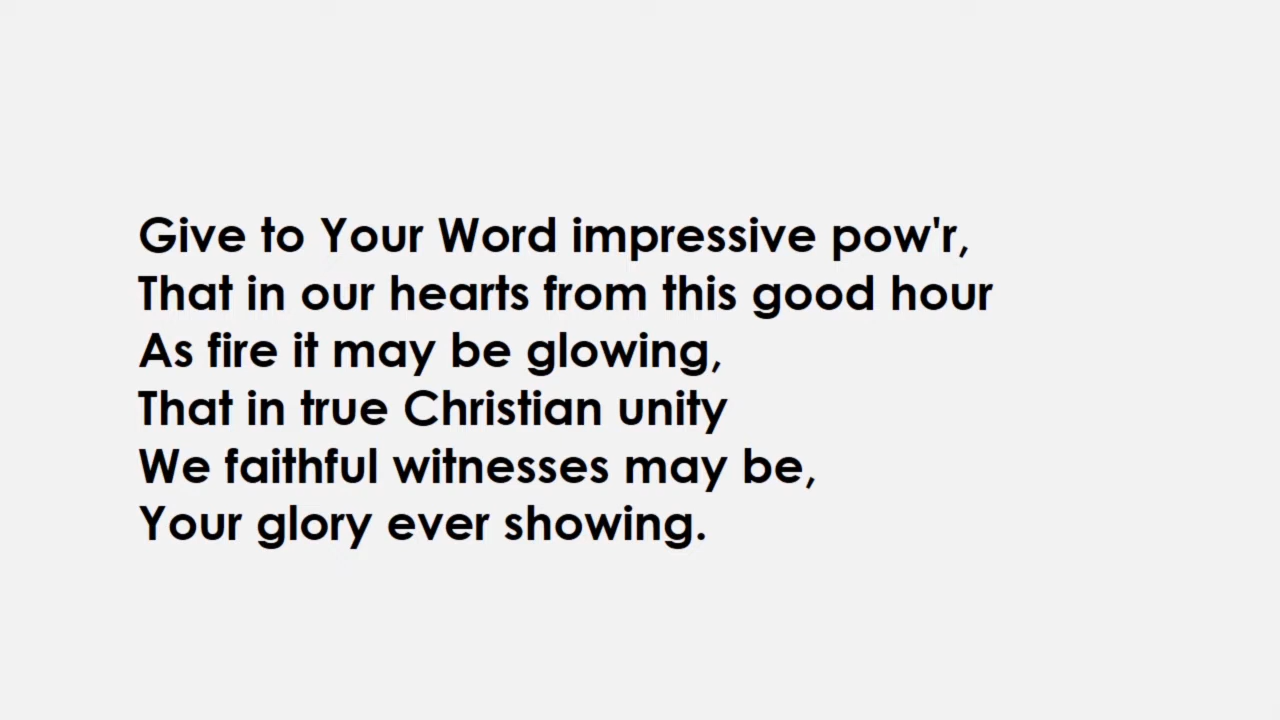 Give to Your Word impressive pow'r,
That in our hearts from this good hour
As fire it may be glowing,
That in true Christian unity
We faithful witnesses may be,
Your glory ever showing.